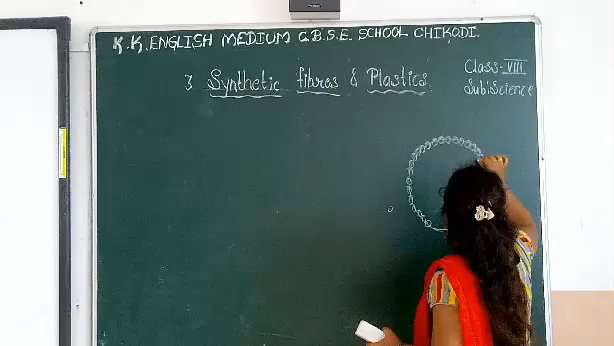 K.K. ENGLISH MEDIUM C.B.S.E. SCHOOL CHIKODI.
3 Synthetic fibres & Plastics.
Class:- VIII
Sub: Science